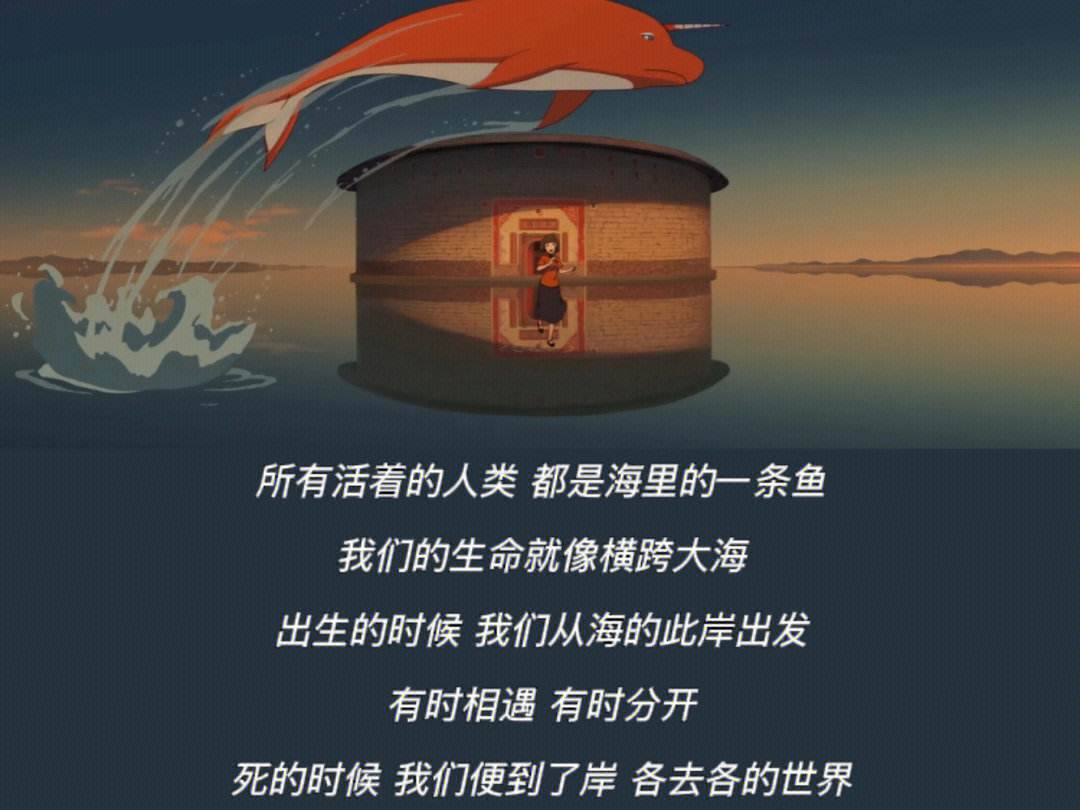 所有活着的人类 都是海里的一条鱼
我们的生命就像横跨大海
出生的时候 我们从海的此岸出发
有时相遇 有时分开
死的时候 我们便到了岸 各去各的世界